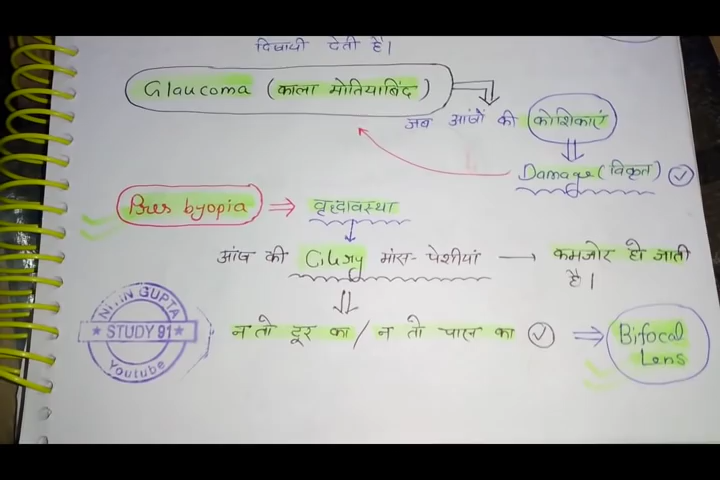 दिखायी देती है।
Glaucoma (काला मोतियाबिंद)
जब आंखों की कोशिकाएं
Damage (विकृत)
Presbyopia ⇒ वृद्धावस्था
आंख की Ciliary मांस-पेशीयां → कमजोर हो जाती
है।
न तो दूर का / न तो पास का ⇒ Bifocal
Lens
NITIN GUPTA
★ STUDY 91 ★
Youtube